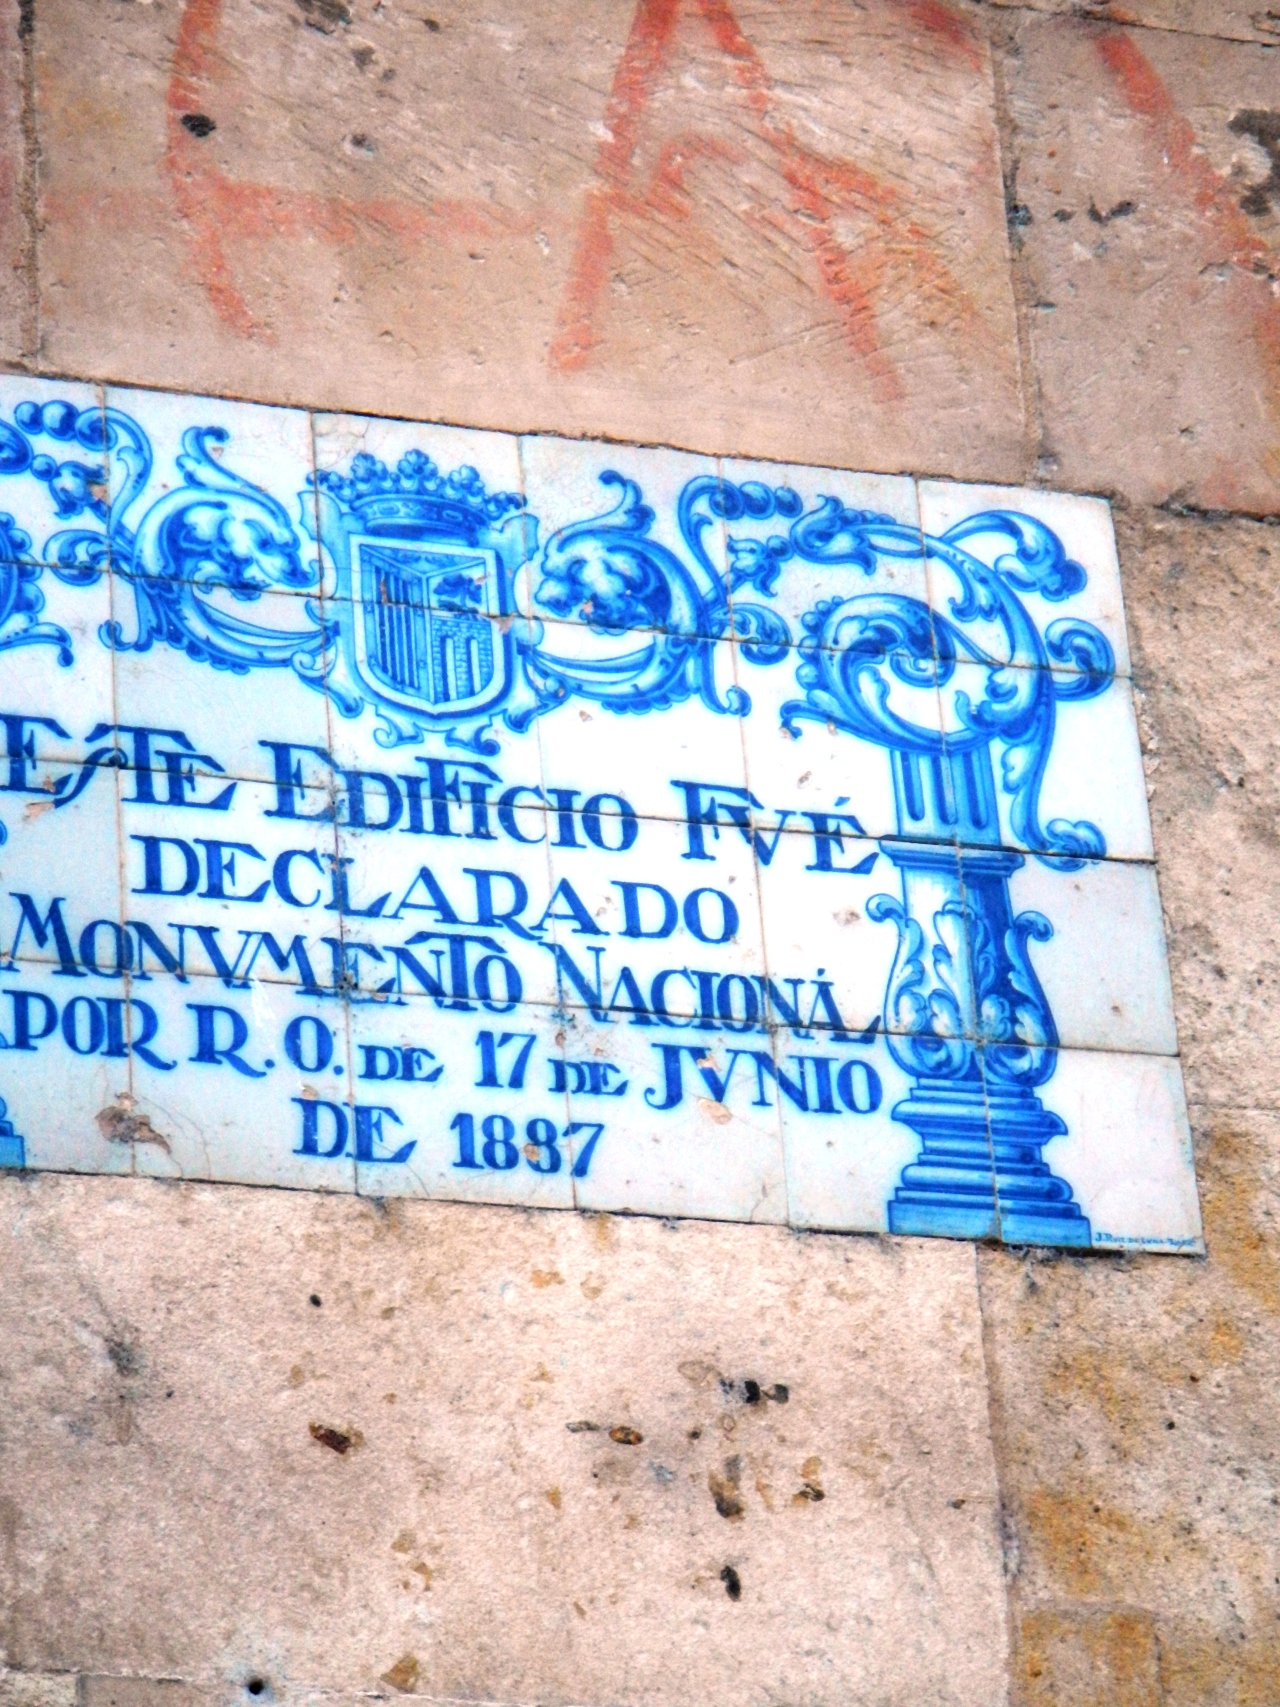 ESTE EDIFICIO FVÉ
DECLARADO
MONVMENTO NACIONAL
POR R. O. DE 17 DE JVNIO
DE 1887